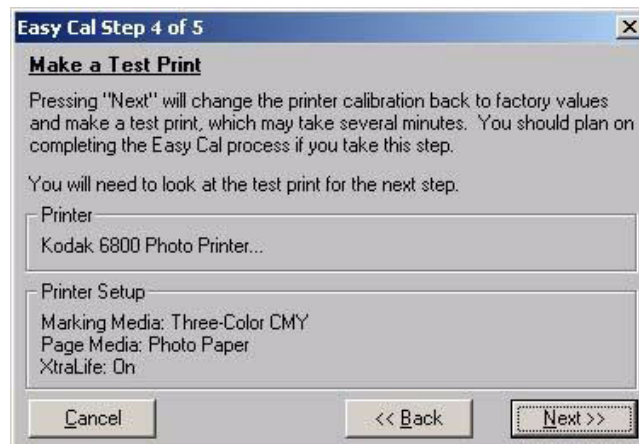 Easy Cal Step 4 of 5
Make a Test Print
Pressing "Next" will change the printer calibration back to factory values
and make a test print, which may take several minutes. You should plan on
completing the Easy Cal process if you take this step.
You will need to look at the test print for the next step.
Printer
Kodak 6800 Photo Printer...
Printer Setup
Marking Media: Three-Color CMY
Page Media: Photo Paper
XtraLife: On
Cancel << Back Next >>